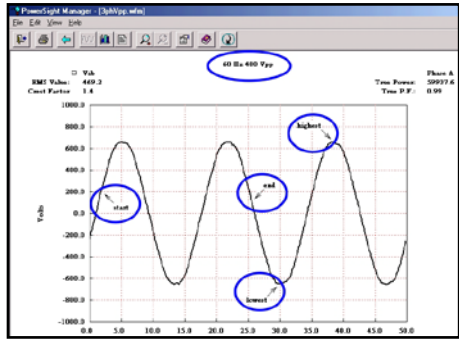 PowerSight Manager - [3phVpp.wfm]
File Edit View Help
60 Hz 480 Vpp
Vab
RMS Value: 469.2
Crest Factor 1.4
Phase A
True Power: 59937.6
True P.F.: 0.99
1000.0
800.0
600.0
400.0
200.0
0.0
-200.0
-400.0
-600.0
-800.0
-1000.0
Volts
highest
start
end
lowest
0.0 5.0 10.0 15.0 20.0 25.0 30.0 35.0 40.0 45.0 50.0